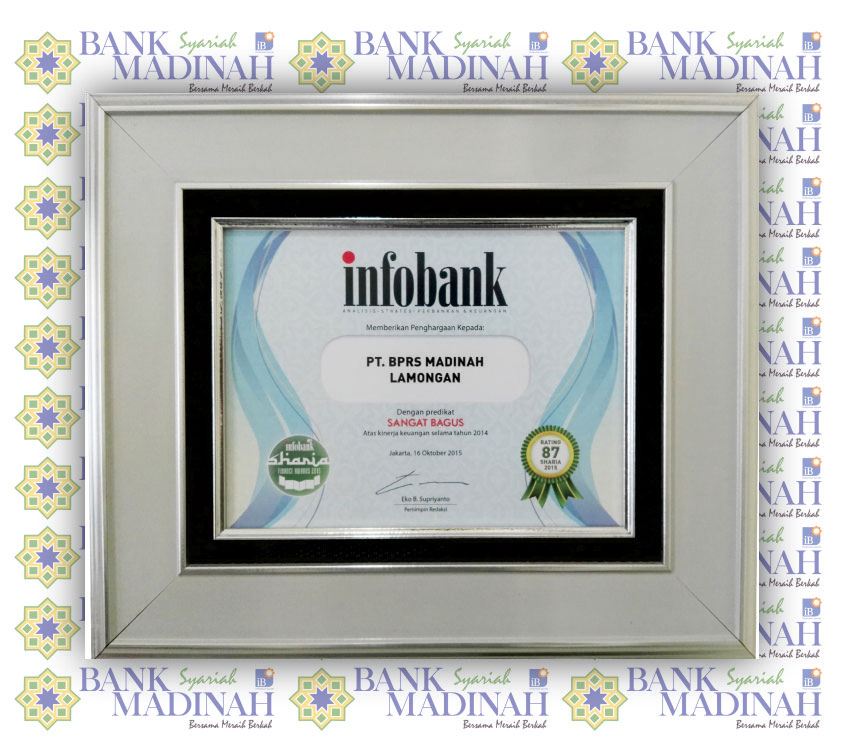 BANK Syariah iB
MADINAH
Bersama Meraih Berkah
BANK Syariah iB
MADINAH
Bersama Meraih Berkah
BANK Syariah iB
MADINAH
Bersama Meraih Berkah
infobank
ANALISIS•STRATEGI•PERBANKAN & KEUANGAN
Memberikan Penghargaan Kepada:
PT. BPRS MADINAH
LAMONGAN
Dengan predikat
SANGAT BAGUS
Atas kinerja keuangan selama tahun 2014
Jakarta, 16 Oktober 2015
Eko B. Supriyanto
Pemimpin Redaksi
infobank
sharia
FINANCE AWARDS 2015
RATING
87
SHARIA
2015
BANK Syariah iB
MADINAH
Bersama Meraih Berkah
BANK Syariah iB
MADINAH
Bersama Meraih Berkah
BANK Syariah iB
MADINAH
Bersama Meraih Berkah